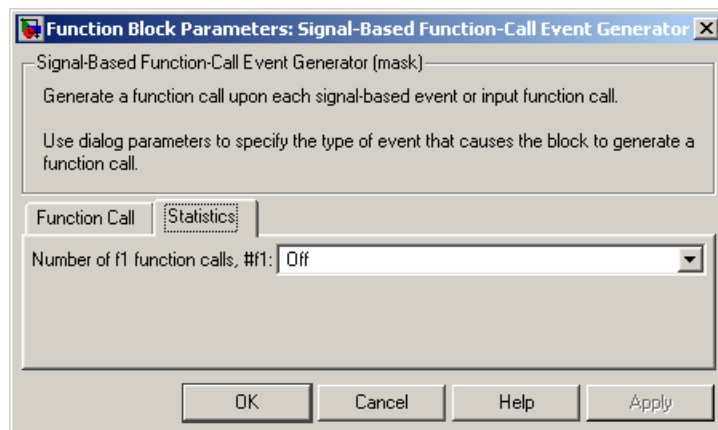 Function Block Parameters: Signal-Based Function-Call Event Generator
Signal-Based Function-Call Event Generator (mask)
Generate a function call upon each signal-based event or input function call.
Use dialog parameters to specify the type of event that causes the block to generate a
function call.
Function Call Statistics
Number of f1 function calls, #f1: Off
OK Cancel Help Apply